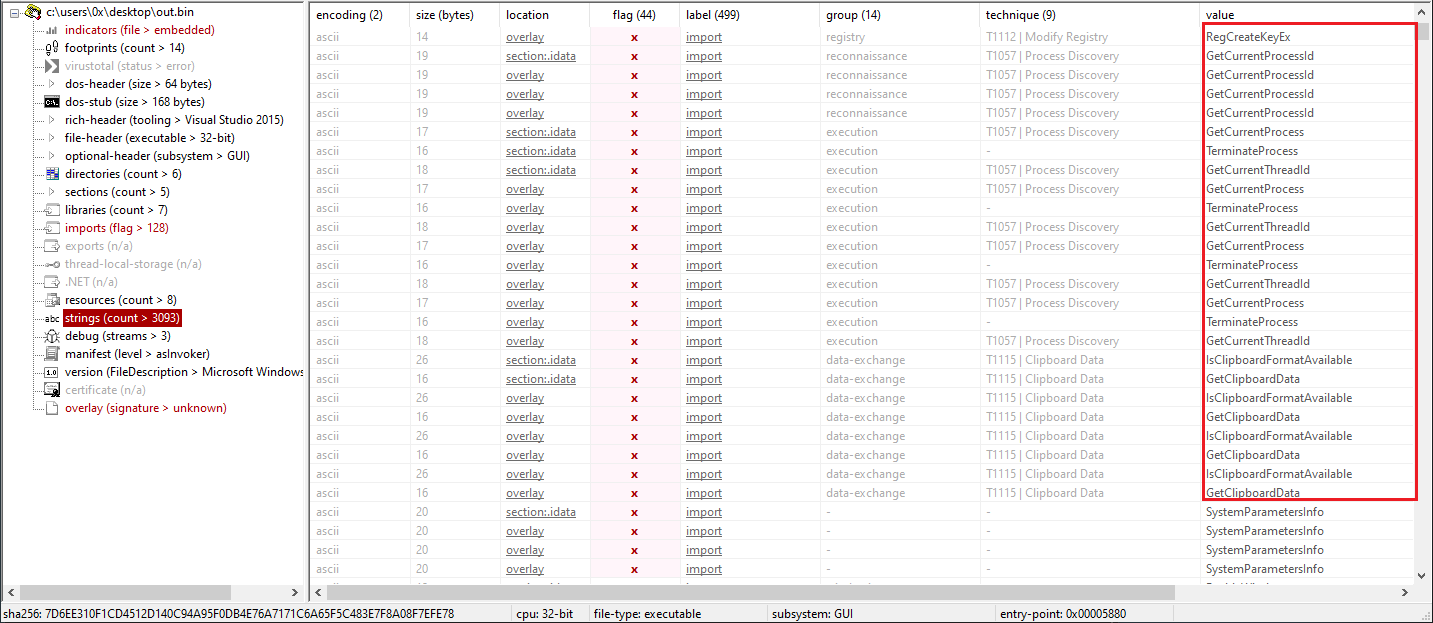 c:\users\0x\desktop\out.bin
indicators (file > embedded)
footprints (count > 14)
virustotal (status > error)
dos-header (size > 64 bytes)
dos-stub (size > 168 bytes)
rich-header (tooling > Visual Studio 2015)
file-header (executable > 32-bit)
optional-header (subsystem > GUI)
directories (count > 6)
sections (count > 5)
libraries (count > 7)
imports (flag > 128)
exports (n/a)
thread-local-storage (n/a)
.NET (n/a)
resources (count > 8)
abc strings (count > 3093)
debug (streams > 3)
manifest (level > asInvoker)
1.0 version (FileDescription > Microsoft Windows
certificate (n/a)
overlay (signature > unknown)
encoding (2) size (bytes) location flag (44) label (499) group (14) technique (9) value
ascii 14 overlay x import registry T1112 | Modify Registry RegCreateKeyEx
ascii 19 section:.idata x import reconnaissance T1057 | Process Discovery GetCurrentProcessId
ascii 19 overlay x import reconnaissance T1057 | Process Discovery GetCurrentProcessId
ascii 19 overlay x import reconnaissance T1057 | Process Discovery GetCurrentProcessId
ascii 19 overlay x import reconnaissance T1057 | Process Discovery GetCurrentProcessId
ascii 17 section:.idata x import execution T1057 | Process Discovery GetCurrentProcess
ascii 16 section:.idata x import execution - TerminateProcess
ascii 18 section:.idata x import execution T1057 | Process Discovery GetCurrentThreadId
ascii 17 overlay x import execution T1057 | Process Discovery GetCurrentProcess
ascii 16 overlay x import execution - TerminateProcess
ascii 18 overlay x import execution T1057 | Process Discovery GetCurrentThreadId
ascii 17 overlay x import execution T1057 | Process Discovery GetCurrentProcess
ascii 16 overlay x import execution - TerminateProcess
ascii 18 overlay x import execution T1057 | Process Discovery GetCurrentThreadId
ascii 17 overlay x import execution T1057 | Process Discovery GetCurrentProcess
ascii 16 overlay x import execution - TerminateProcess
ascii 18 overlay x import execution T1057 | Process Discovery GetCurrentThreadId
ascii 26 section:.idata x import data-exchange T1115 | Clipboard Data IsClipboardFormatAvailable
ascii 16 section:.idata x import data-exchange T1115 | Clipboard Data GetClipboardData
ascii 26 overlay x import data-exchange T1115 | Clipboard Data IsClipboardFormatAvailable
ascii 16 overlay x import data-exchange T1115 | Clipboard Data GetClipboardData
ascii 26 overlay x import data-exchange T1115 | Clipboard Data IsClipboardFormatAvailable
ascii 16 overlay x import data-exchange T1115 | Clipboard Data GetClipboardData
ascii 26 overlay x import data-exchange T1115 | Clipboard Data IsClipboardFormatAvailable
ascii 16 overlay x import data-exchange T1115 | Clipboard Data GetClipboardData
ascii 20 section:.idata x import - - SystemParametersInfo
ascii 20 overlay x import - - SystemParametersInfo
ascii 20 overlay x import - - SystemParametersInfo
ascii 20 overlay x import - - SystemParametersInfo
sha256: 7D6EE310F1CD4512D140C94A95F0DB4E76A7171C6A65F5C483E7F8A08F7EFE78 cpu: 32-bit file-type: executable subsystem: GUI entry-point: 0x00005880